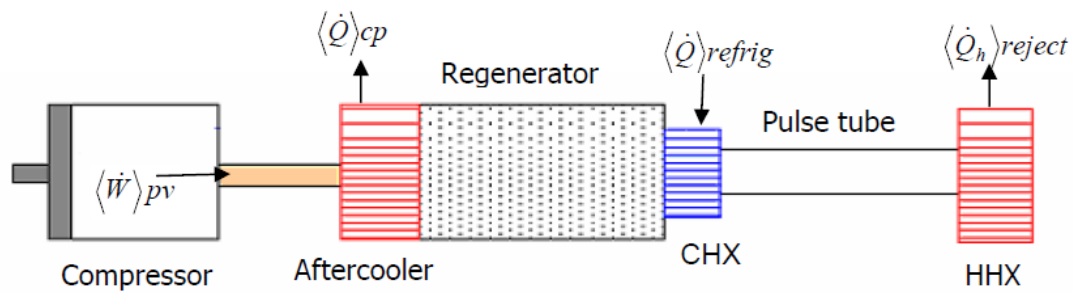 ⟨Q̇⟩cp
⟨Q̇⟩refrig
⟨Q̇h⟩reject
Regenerator
Pulse tube
⟨Ẇ⟩pv
Compressor
Aftercooler
CHX
HHX